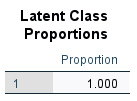 Latent Class
Proportions
Proportion
1 1.000